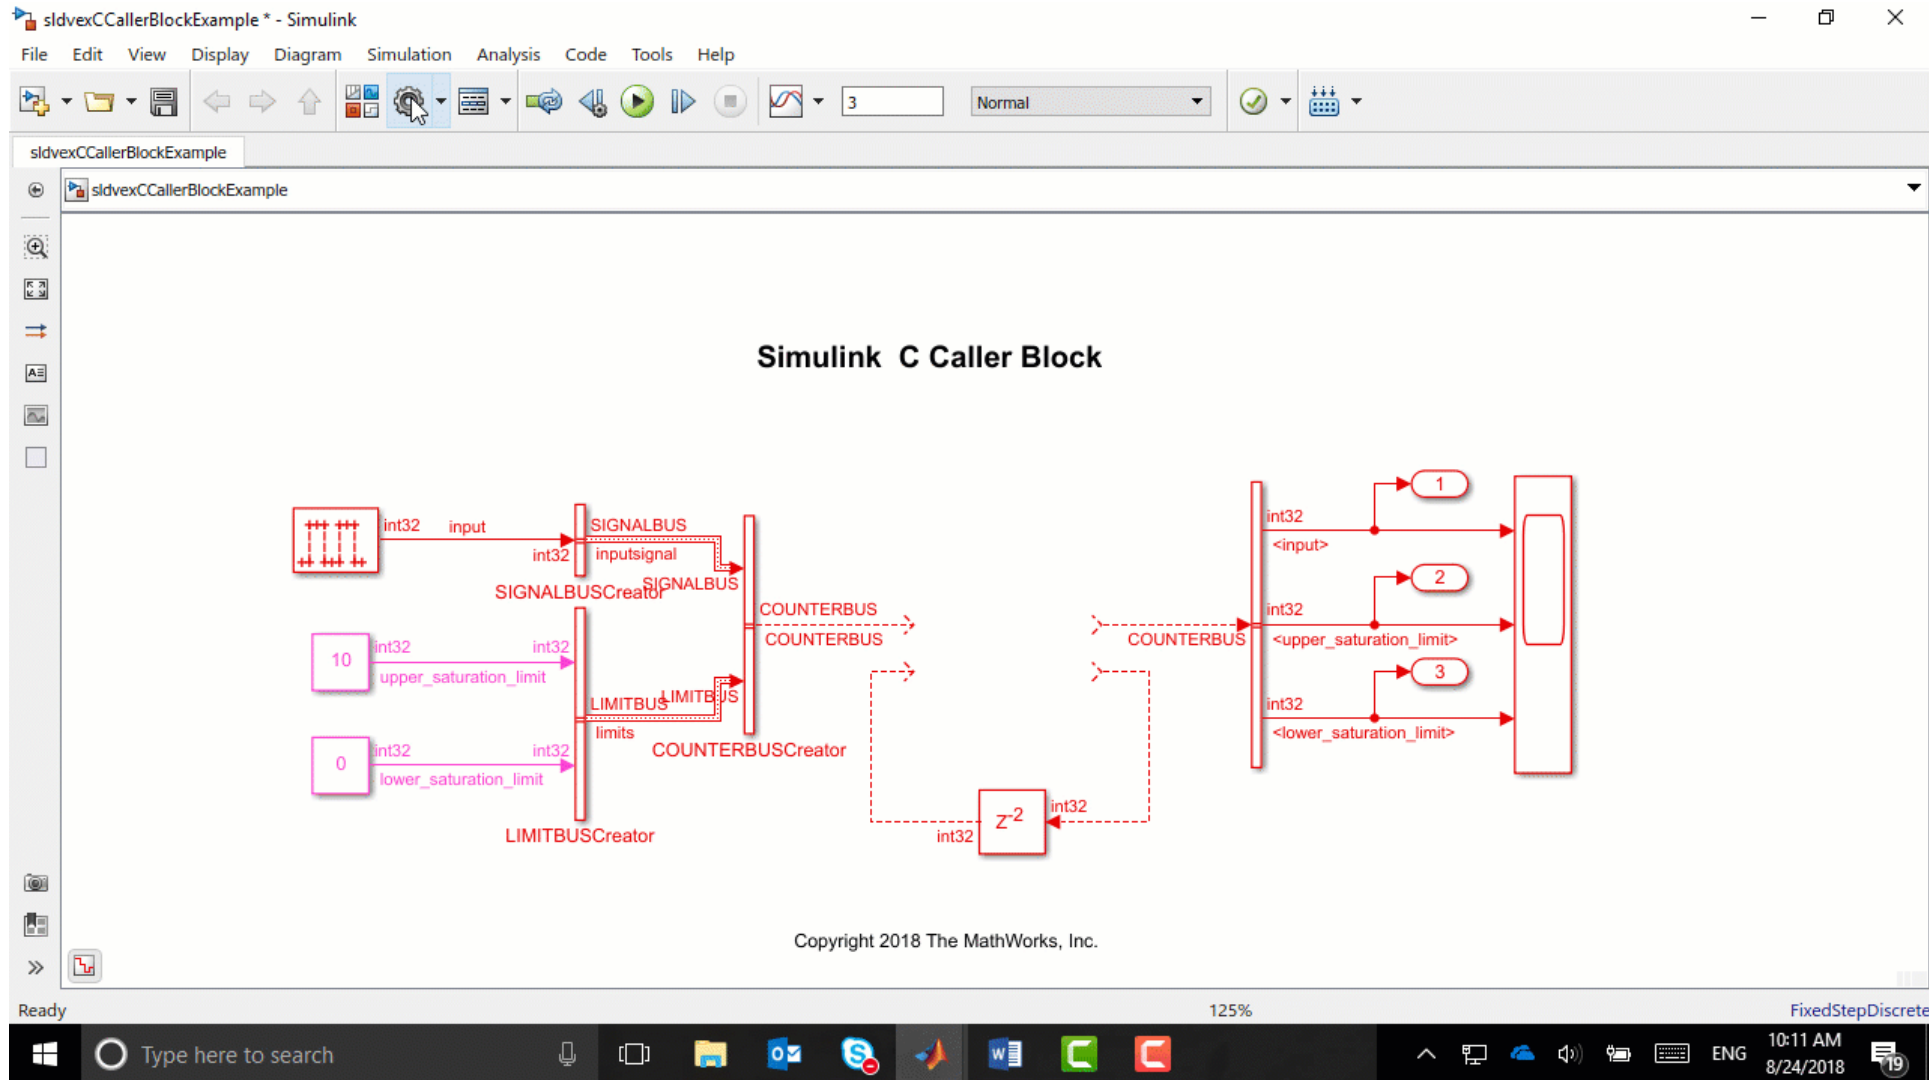 sldvexCCallerBlockExample * - Simulink
File Edit View Display Diagram Simulation Analysis Code Tools Help
3 Normal
sldvexCCallerBlockExample
sldvexCCallerBlockExample
Simulink C Caller Block
int32 input
int32
SIGNALBUS
inputsignal
SIGNALBUSCreator
SIGNALBUS
10
int32
upper_saturation_limit
int32
0
int32
lower_saturation_limit
int32
LIMITBUS
limits
LIMITBUS
LIMITBUSCreator
COUNTERBUSCreator
COUNTERBUS
COUNTERBUS
Z-2
int32
int32
COUNTERBUS
int32
<input>
1
int32
<upper_saturation_limit>
2
int32
<lower_saturation_limit>
3
Copyright 2018 The MathWorks, Inc.
Ready 125% FixedStepDiscrete
Type here to search
ENG
10:11 AM
8/24/2018
19